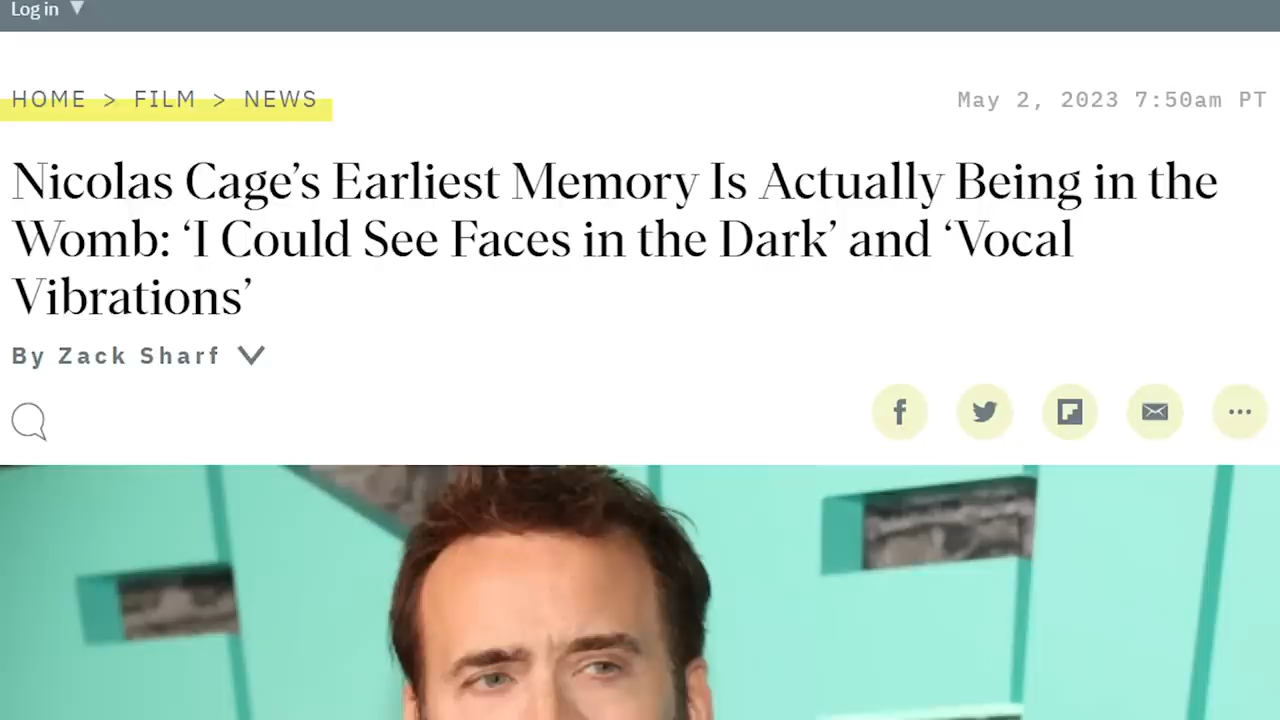 Log in ▼
HOME > FILM > NEWS
May 2, 2023 7:50am PT
Nicolas Cage’s Earliest Memory Is Actually Being in the
Womb: ‘I Could See Faces in the Dark’ and ‘Vocal
Vibrations’
By Zack Sharf